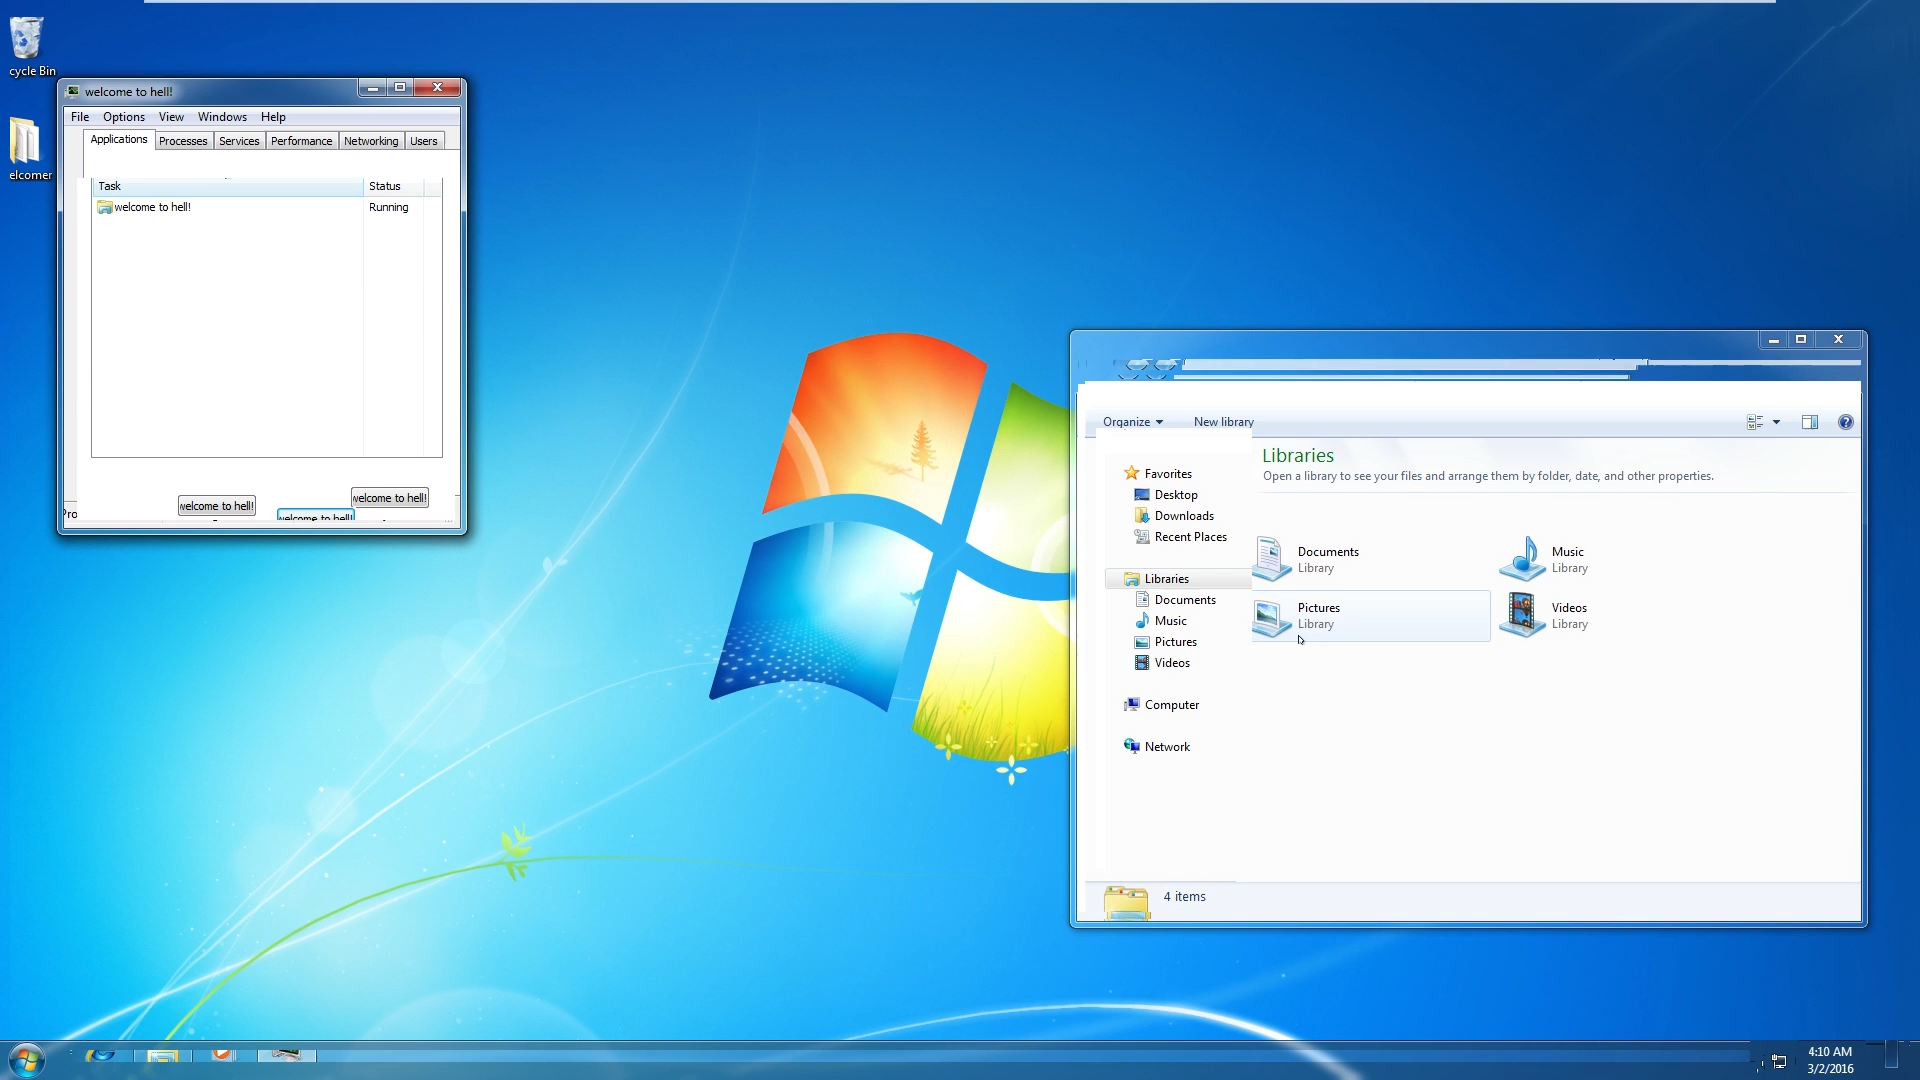 cycle Bin
elcomer
welcome to hell!
File Options View Windows Help
Applications Processes Services Performance Networking Users
Task Status
welcome to hell! Running
welcome to hell!
welcome to hell!
welcome to hell!
Pro
Organize New library
Libraries
Open a library to see your files and arrange them by folder, date, and other properties.
Favorites
Desktop
Downloads
Recent Places
Libraries
Documents
Music
Pictures
Videos
Computer
Network
Documents
Library
Music
Library
Pictures
Library
Videos
Library
4 items
4:10 AM
3/2/2016